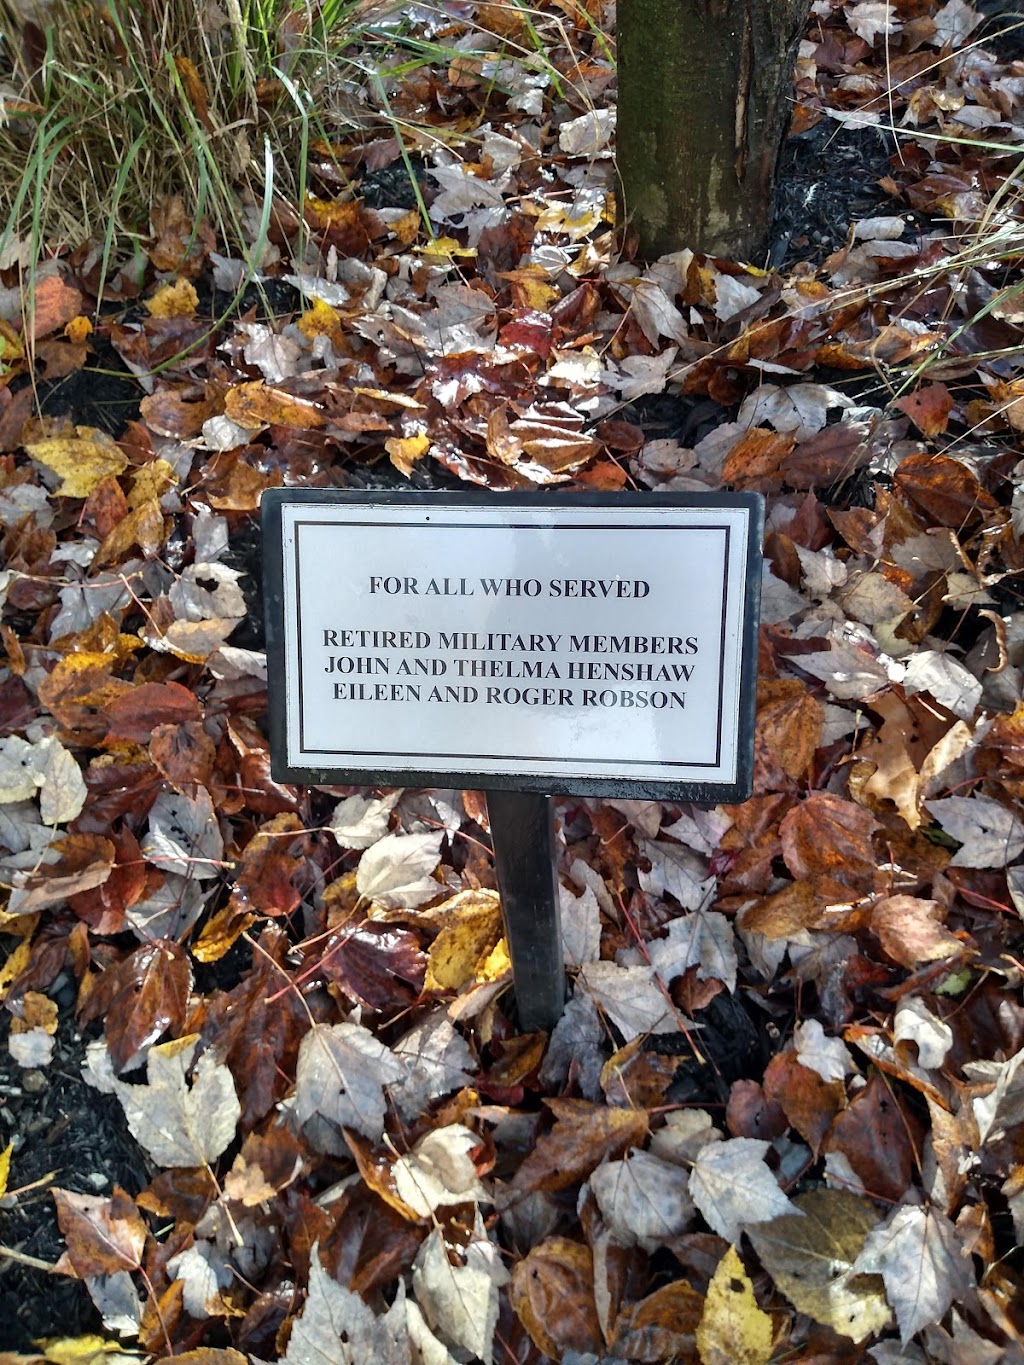 FOR ALL WHO SERVED
RETIRED MILITARY MEMBERS
JOHN AND THELMA HENSHAW
EILEEN AND ROGER ROBSON